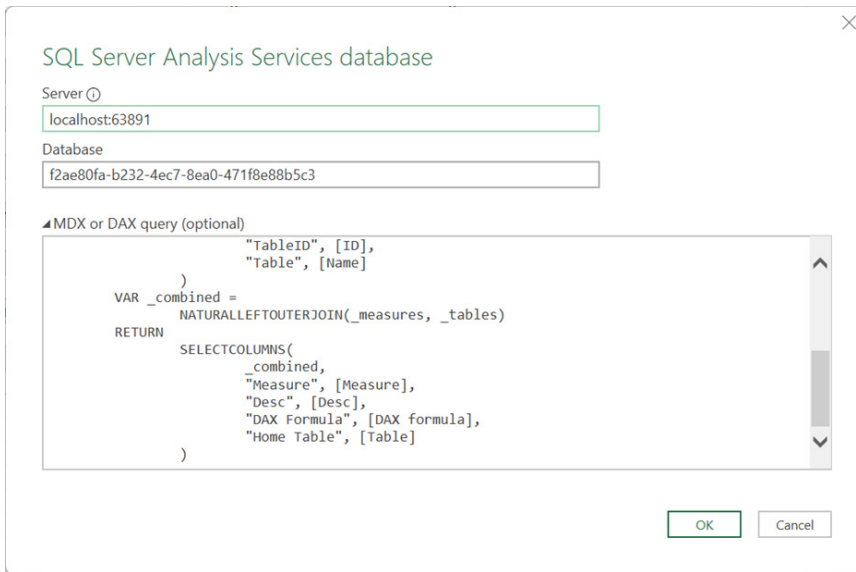 SQL Server Analysis Services database
Server
localhost:63891
Database
f2ae80fa-b232-4ec7-8ea0-471f8e88b5c3
MDX or DAX query (optional)
"TableID", [ID],
"Table", [Name]
)
VAR _combined =
NATURALLEFTOUTERJOIN(_measures, _tables)
RETURN
SELECTCOLUMNS(
_combined,
"Measure", [Measure],
"Desc", [Desc],
"DAX Formula", [DAX formula],
"Home Table", [Table]
)
OK Cancel